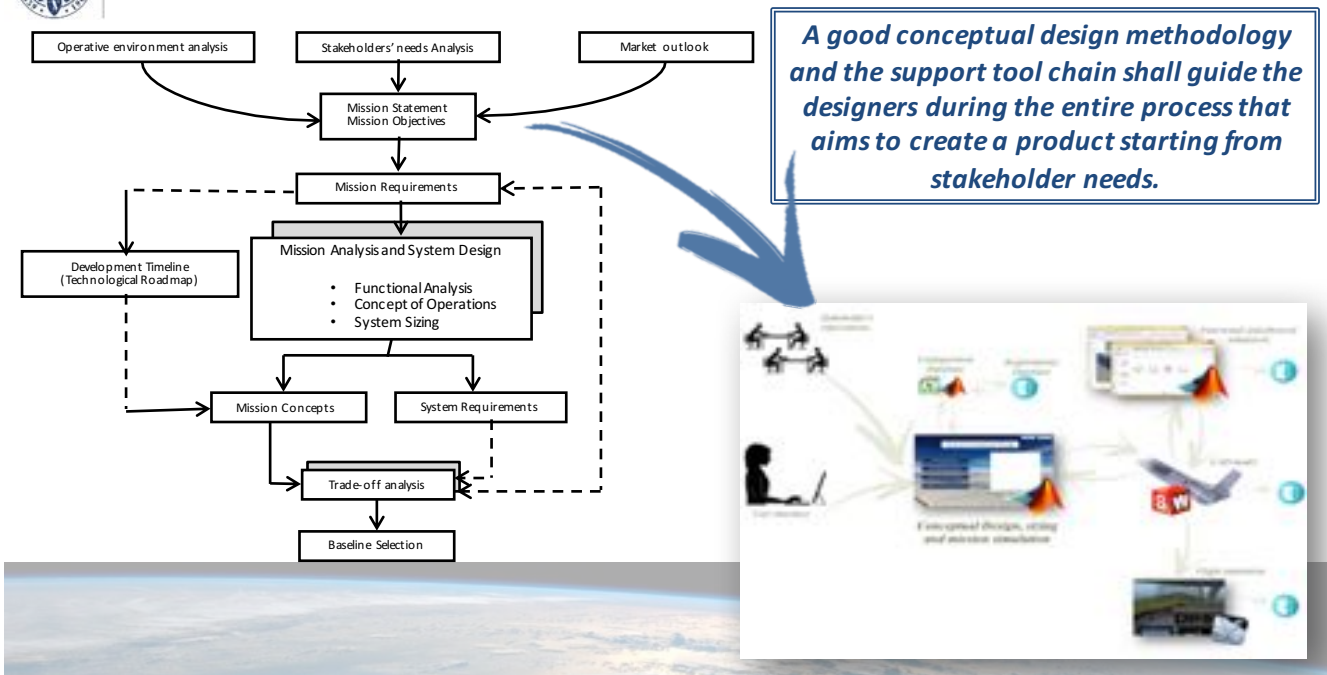 Operative environment analysis
Stakeholders' needs Analysis
Market outlook
Mission Statement
Mission Objectives
Mission Requirements
Mission Analysis and System Design
• Functional Analysis
• Concept of Operations
• System Sizing
Development Timeline
(Technological Roadmap)
Mission Concepts
System Requirements
Trade-off analysis
Baseline Selection
A good conceptual design methodology
and the support tool chain shall guide the
designers during the entire process that
aims to create a product starting from
stakeholder needs.
Conceptual design, sizing
and mission simulation